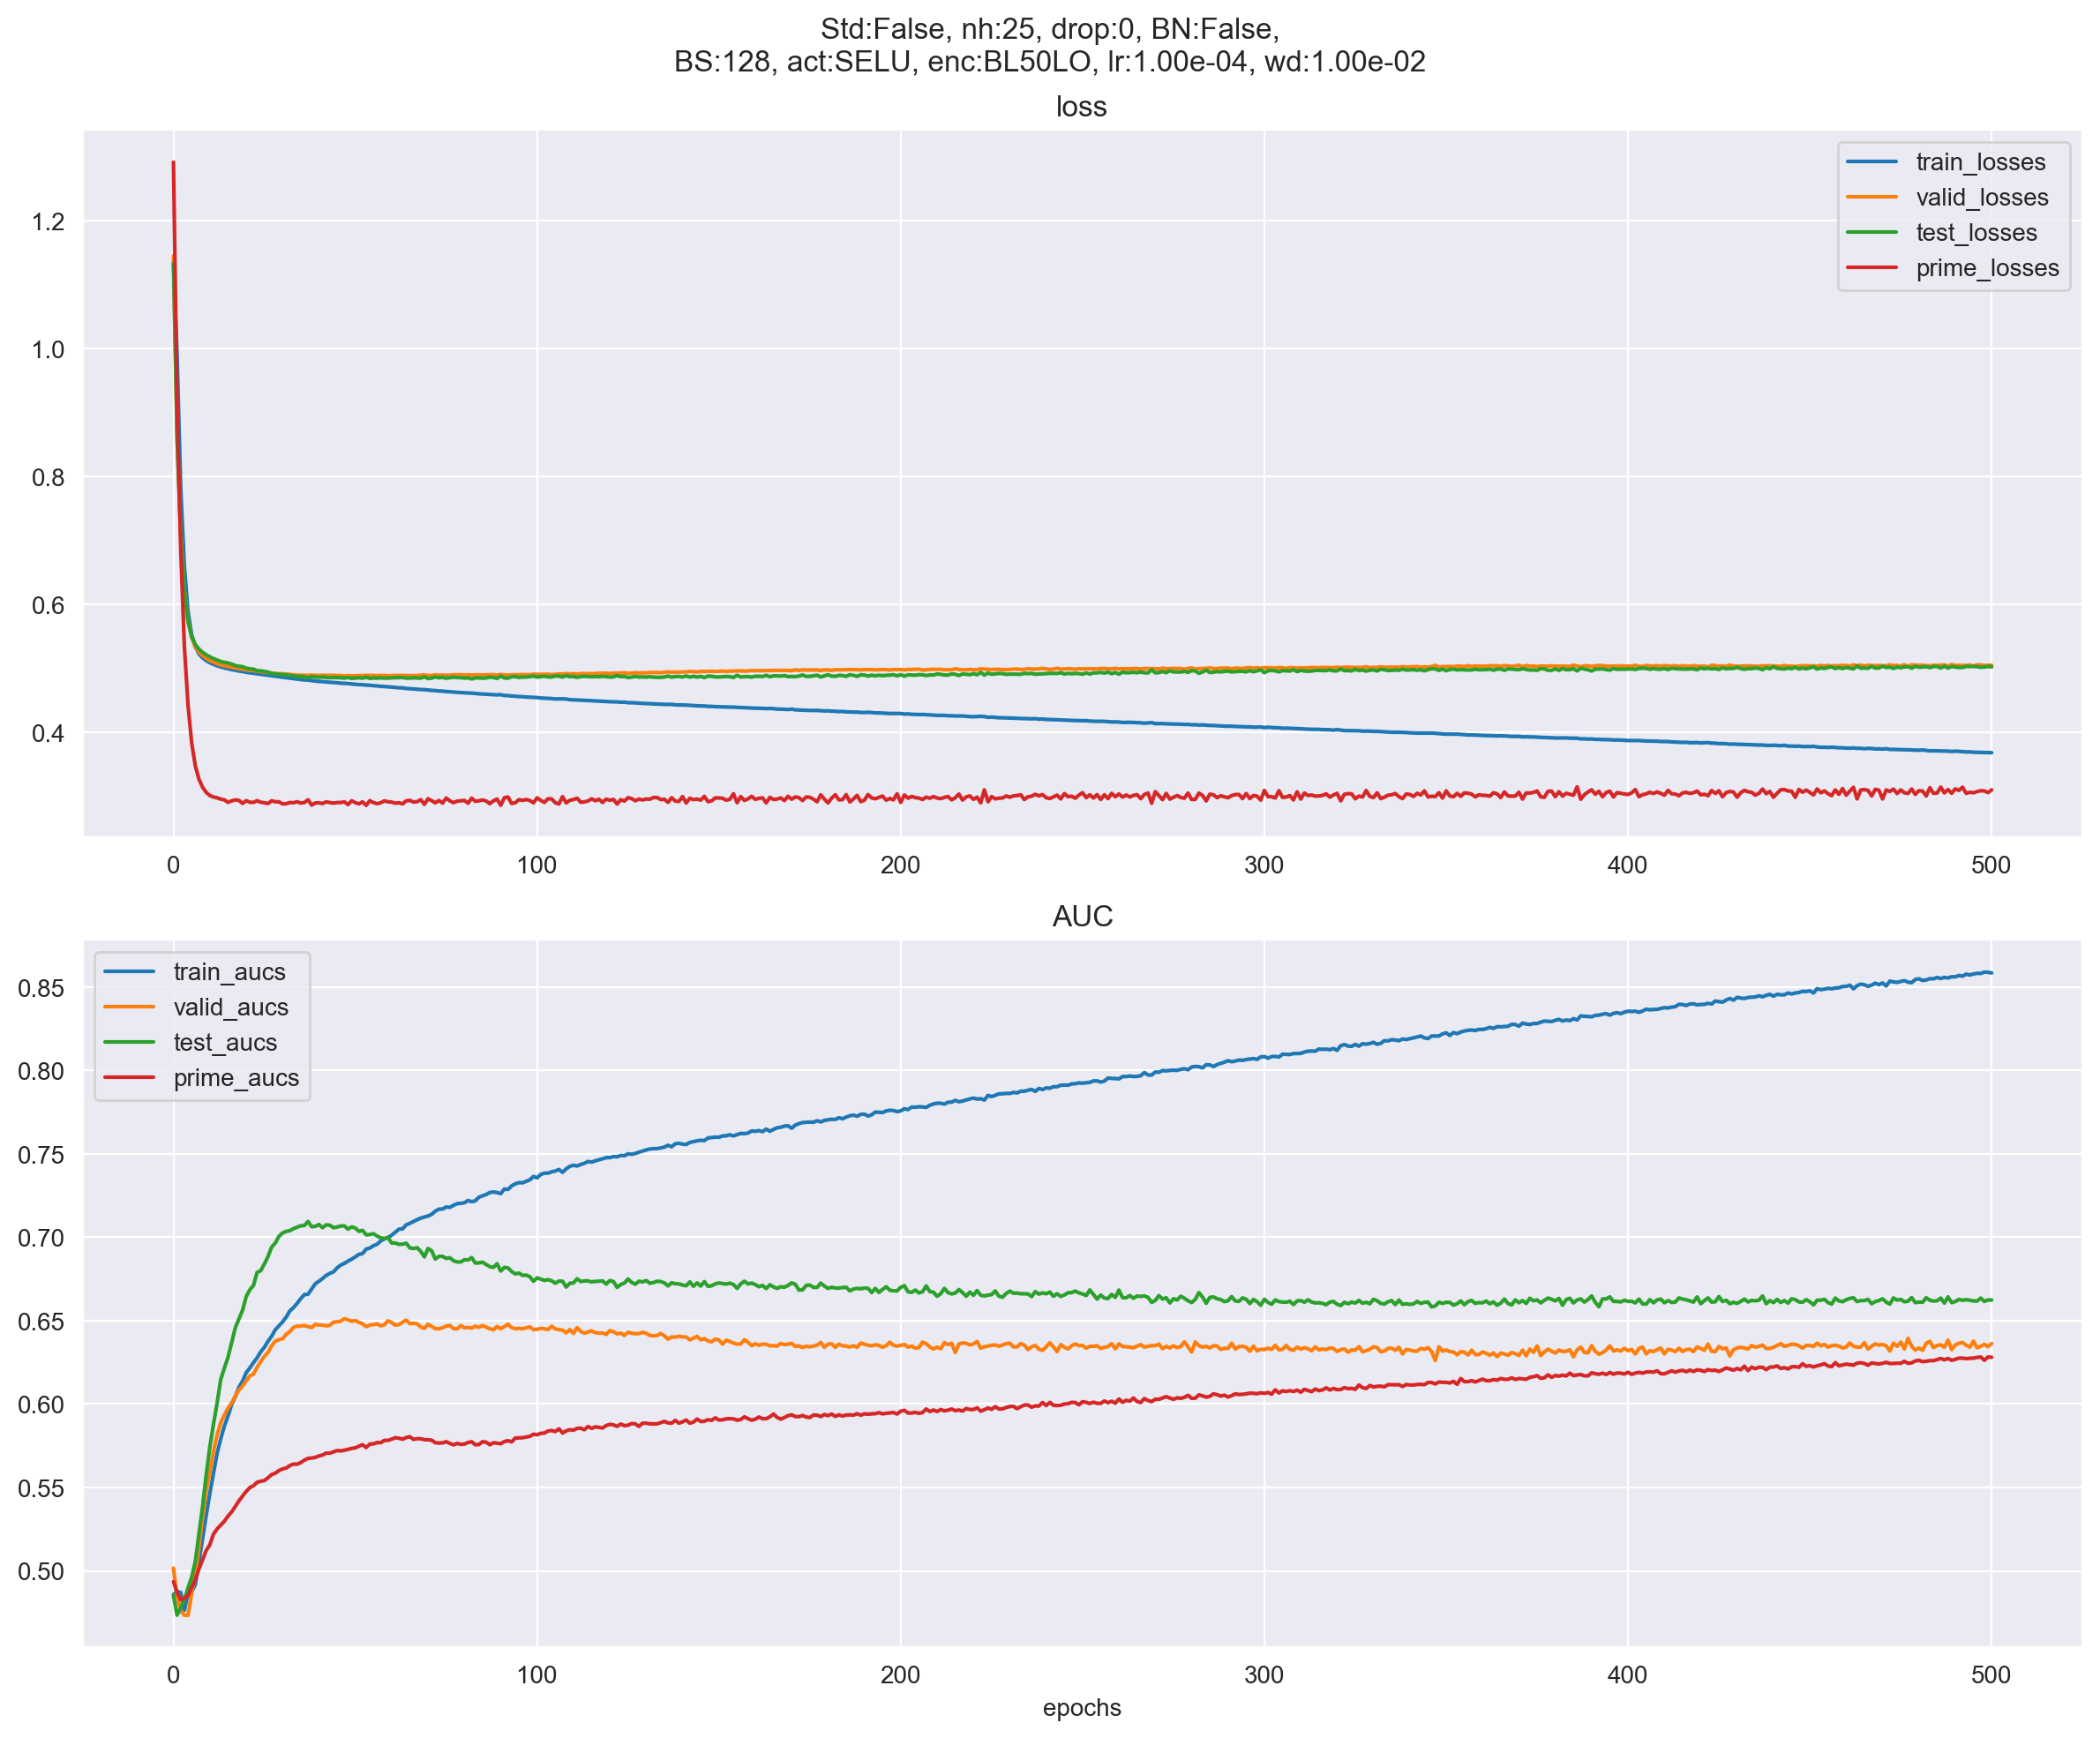 Std:False, nh:25, drop:0, BN:False,
BS:128, act:SELU, enc:BL50LO, lr:1.00e-04, wd:1.00e-02
loss
train_losses
valid_losses
test_losses
prime_losses
1.2
1.0
0.8
0.6
0.4
0 100 200 300 400 500
AUC
train_aucs
valid_aucs
test_aucs
prime_aucs
0.85
0.80
0.75
0.70
0.65
0.60
0.55
0.50
0 100 200 300 400 500
epochs